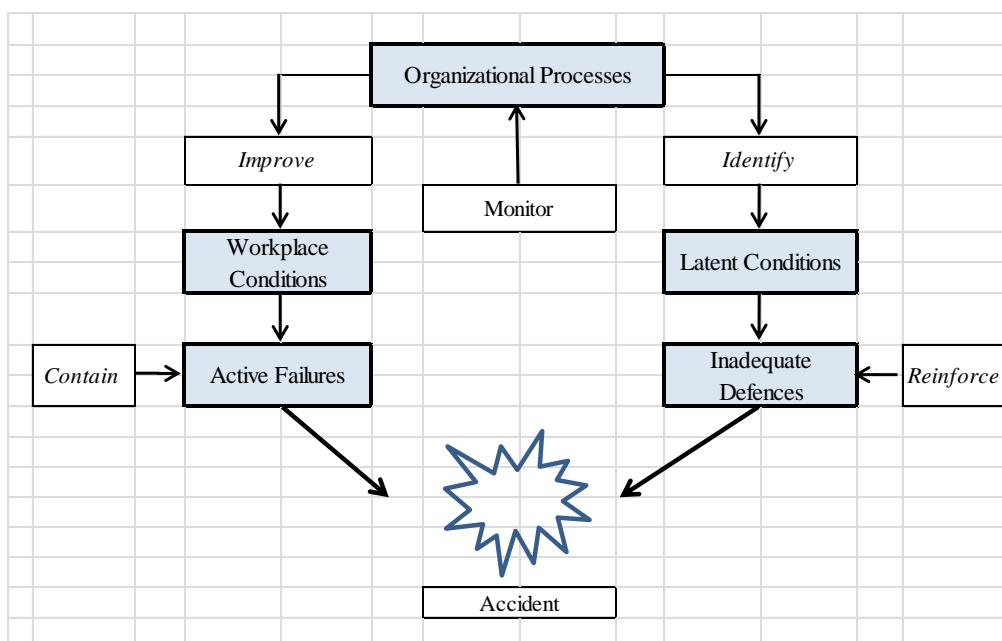 Organizational Processes
Improve
Identify
Monitor
Workplace
Conditions
Latent Conditions
Contain
Active Failures
Inadequate
Defences
Reinforce
Accident